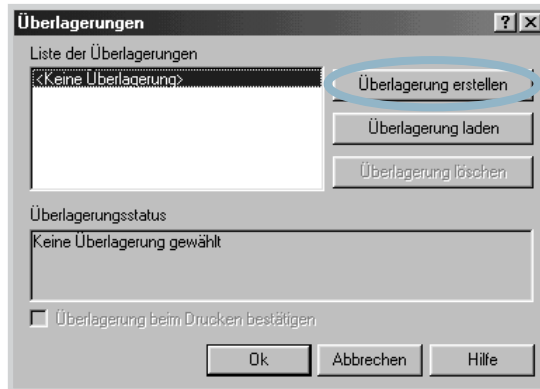 Überlagerungen
Liste der Überlagerungen
<Keine Überlagerung>
Überlagerung erstellen
Überlagerung laden
Überlagerung löschen
Überlagerungsstatus
Keine Überlagerung gewählt
Überlagerung beim Drucken bestätigen
Ok
Abbrechen
Hilfe